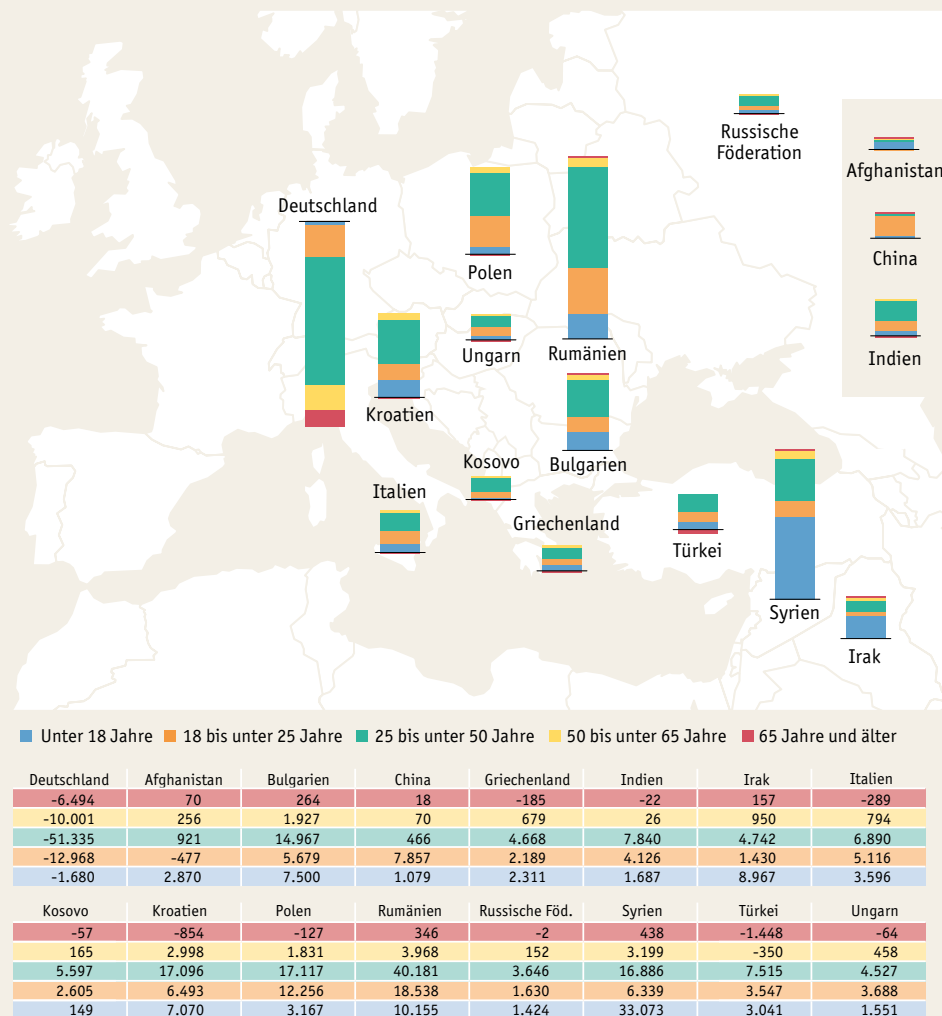 Russische
Föderation
Afghanistan
Deutschland
China
Polen
Ungarn
Rumänien
Indien
Kroatien
Kosovo
Bulgarien
Italien
Griechenland
Türkei
Syrien
Irak
Unter 18 Jahre 18 bis unter 25 Jahre 25 bis unter 50 Jahre 50 bis unter 65 Jahre 65 Jahre und älter
Deutschland Afghanistan Bulgarien China Griechenland Indien Irak Italien
-6.494 70 264 18 -185 -22 157 -289
-10.001 256 1.927 70 679 26 950 794
-51.335 921 14.967 466 4.668 7.840 4.742 6.890
-12.968 -477 5.679 7.857 2.189 4.126 1.430 5.116
-1.680 2.870 7.500 1.079 2.311 1.687 8.967 3.596
Kosovo Kroatien Polen Rumänien Russische Föd. Syrien Türkei Ungarn
-57 -854 -127 346 -2 438 -1.448 -64
165 2.998 1.831 3.968 152 3.199 -350 458
5.597 17.096 17.117 40.181 3.646 16.886 7.515 4.527
2.605 6.493 12.256 18.538 1.630 6.339 3.547 3.688
149 7.070 3.167 10.155 1.424 33.073 3.041 1.551